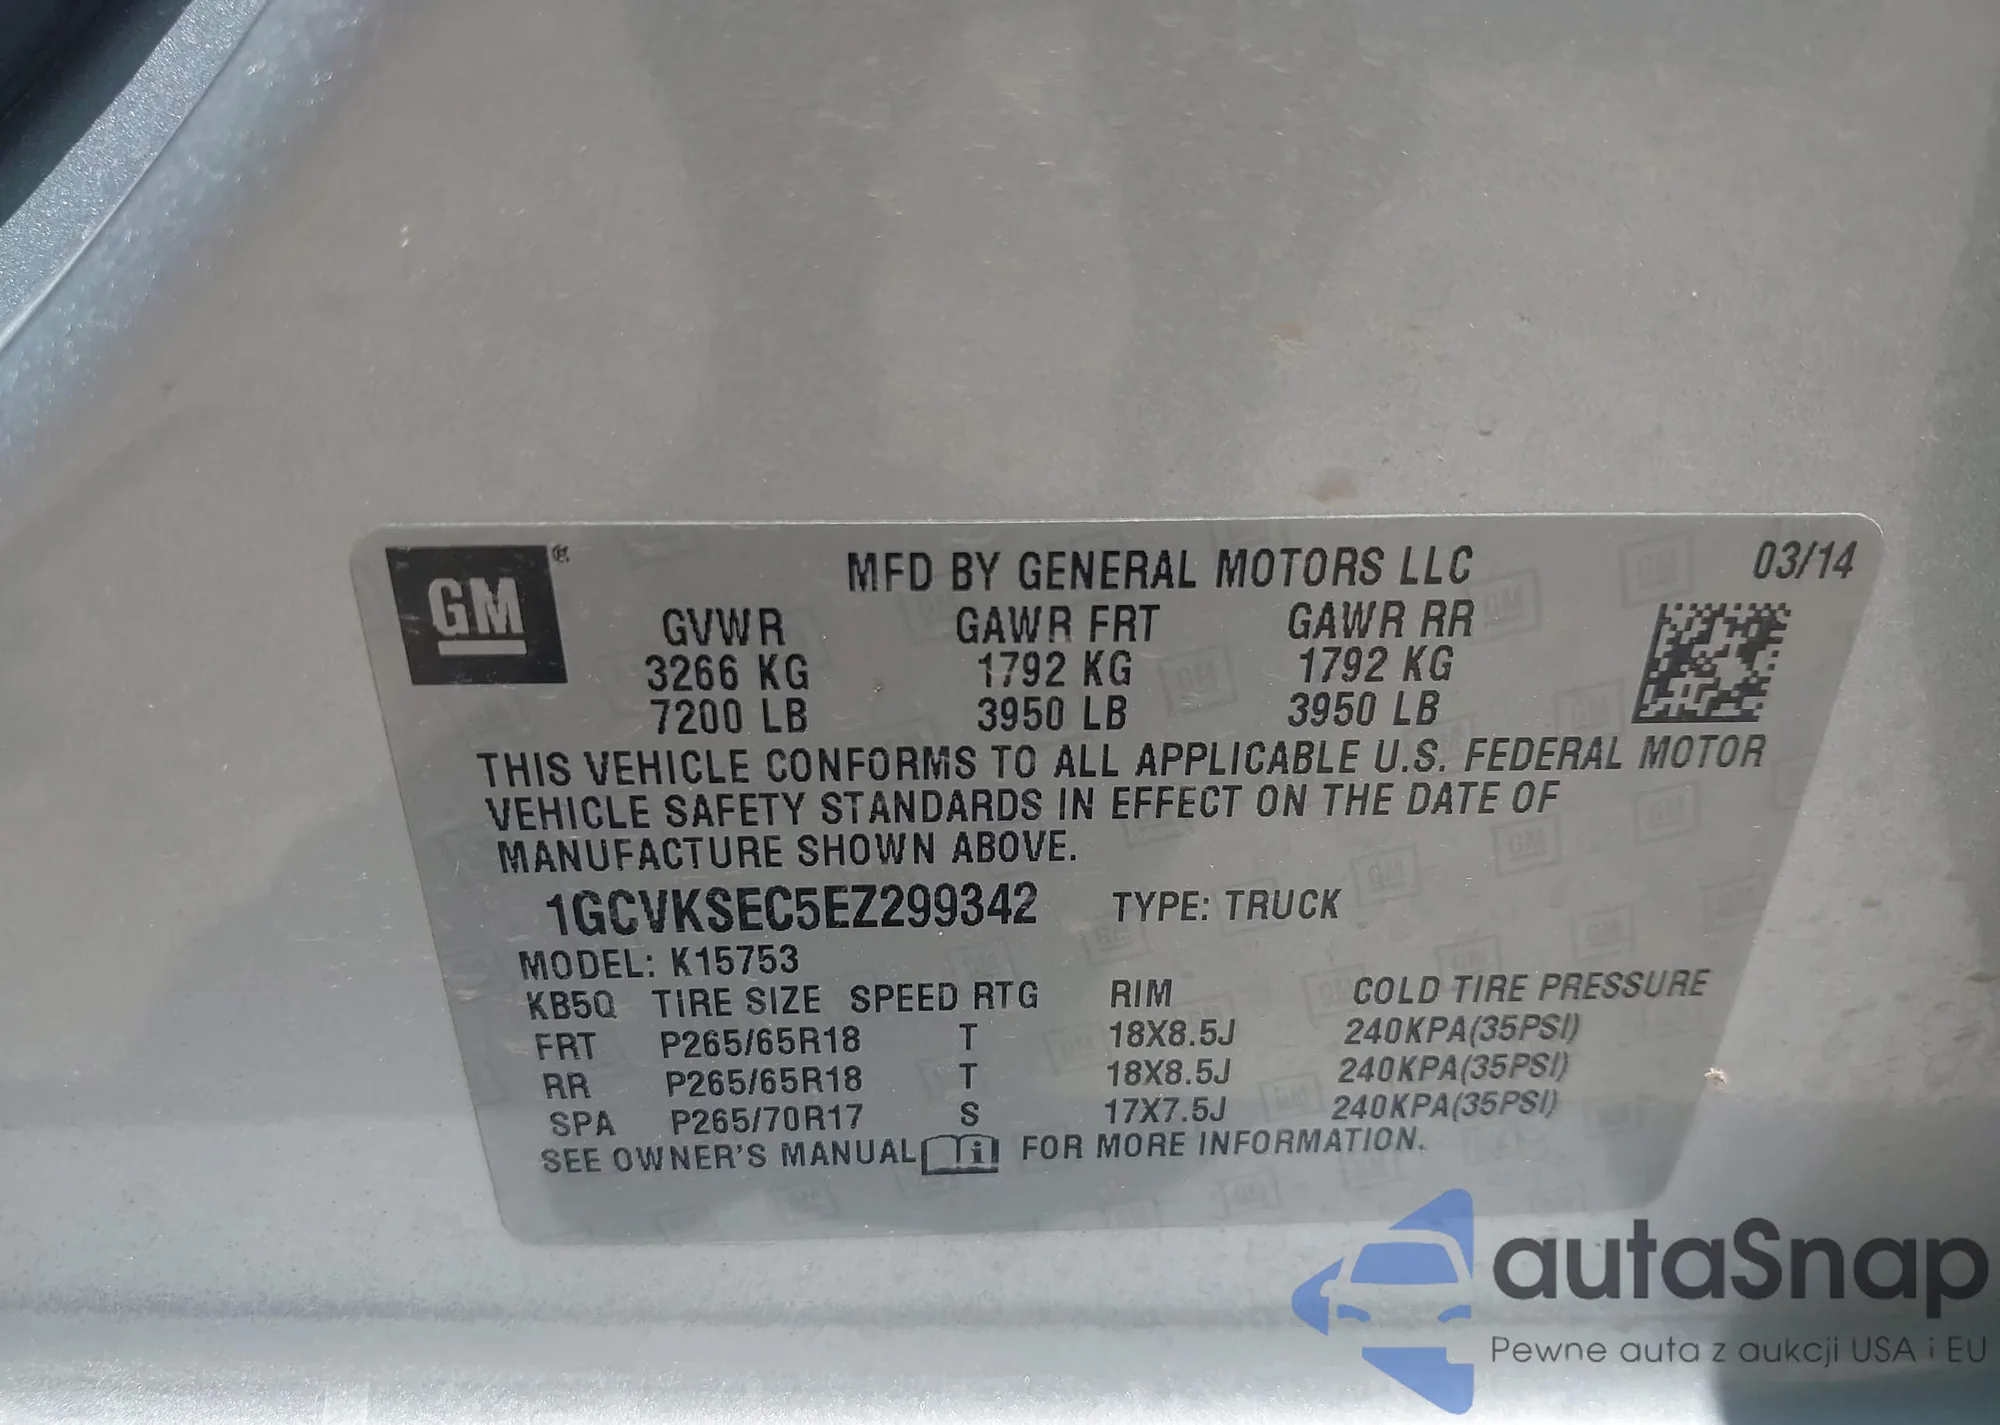 GM®
MFD BY GENERAL MOTORS LLC 03/14
GVWR GAWR FRT GAWR RR
3266 KG 1792 KG 1792 KG
7200 LB 3950 LB 3950 LB
THIS VEHICLE CONFORMS TO ALL APPLICABLE U.S. FEDERAL MOTOR
VEHICLE SAFETY STANDARDS IN EFFECT ON THE DATE OF
MANUFACTURE SHOWN ABOVE.
1GCVKSEC5EZ299342 TYPE: TRUCK
MODEL: K15753
KB5Q TIRE SIZE SPEED RTG RIM COLD TIRE PRESSURE
FRT P265/65R18 T 18X8.5J 240KPA(35PSI)
RR P265/65R18 T 18X8.5J 240KPA(35PSI)
SPA P265/70R17 S 17X7.5J 240KPA(35PSI)
SEE OWNER'S MANUAL i FOR MORE INFORMATION.
autaSnap
Pewne auta z aukcji USA i EU